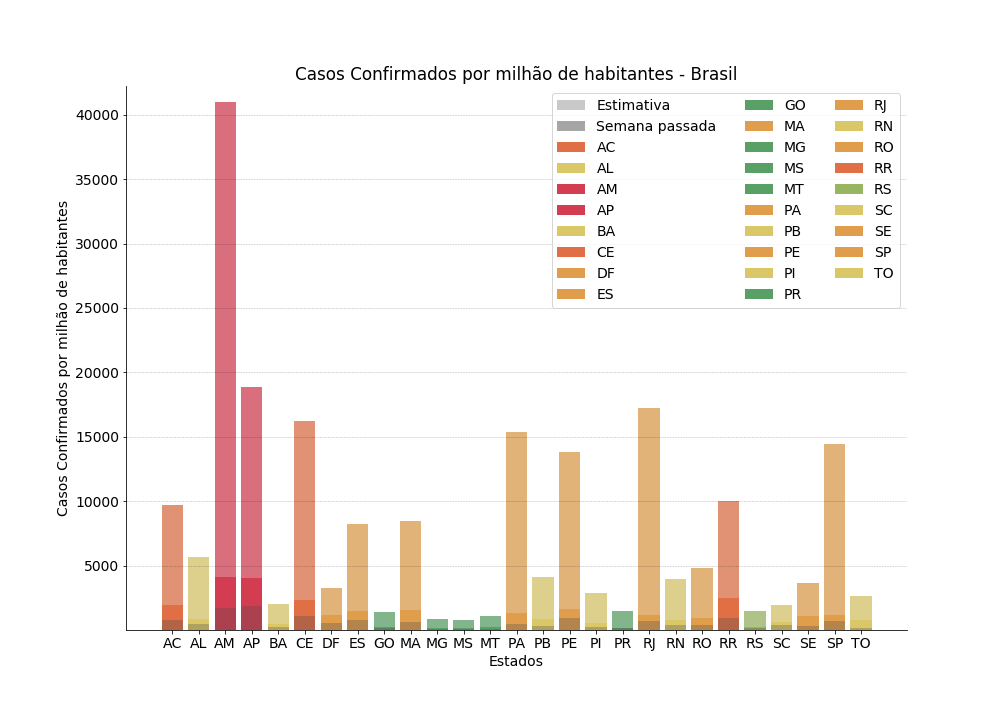 Casos Confirmados por milhão de habitantes - Brasil
Casos Confirmados por milhão de habitantes
40000
35000
30000
25000
20000
15000
10000
5000
Estimativa
Semana passada
AC
AL
AM
AP
BA
CE
DF
ES
GO
MA
MG
MS
MT
PA
PB
PE
PI
PR
RJ
RN
RO
RR
RS
SC
SE
SP
TO
AC AL AM AP BA CE DF ES GO MA MG MS MT PA PB PE PI PR RJ RN RO RR RS SC SE SP TO
Estados